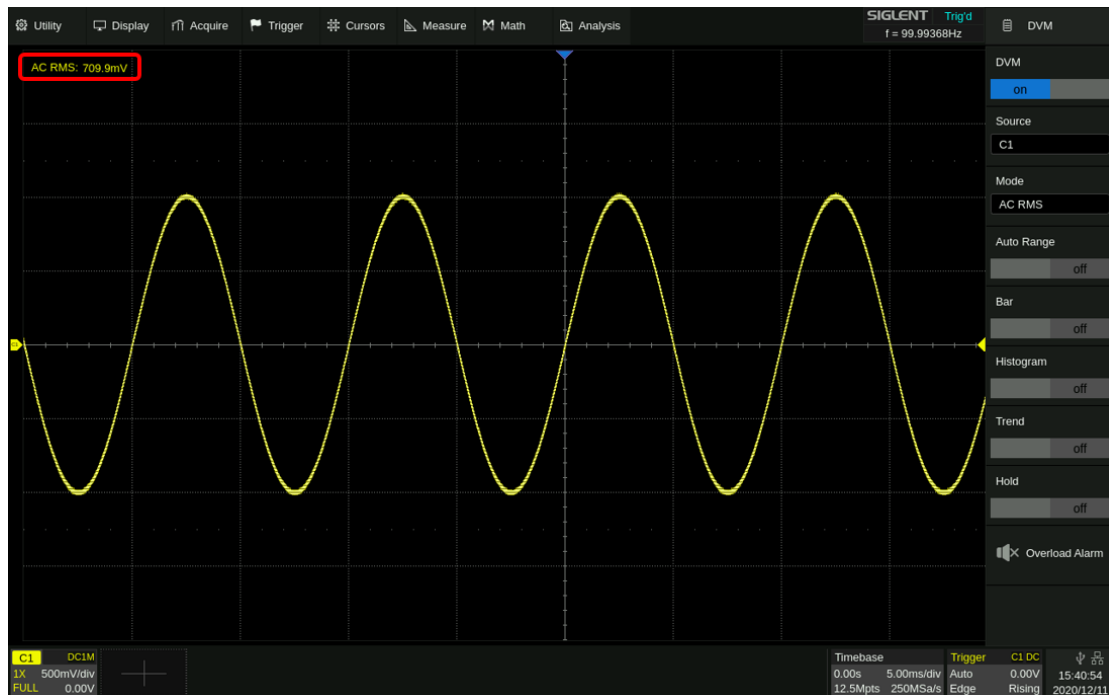 Utility Display Acquire Trigger Cursors Measure Math Analysis
SIGLENT Trig'd
f = 99.99368Hz
DVM
AC RMS: 709.9mV
DVM
on
Source
C1
Mode
AC RMS
Auto Range
off
Bar
off
Histogram
off
Trend
off
Hold
off
Overload Alarm
C1 DC1M
1X 500mV/div
FULL 0.00V
Timebase
0.00s 5.00ms/div
12.5Mpts 250MSa/s
Trigger C1 DC
Auto 0.00V
Edge Rising
15:40:54
2020/12/11